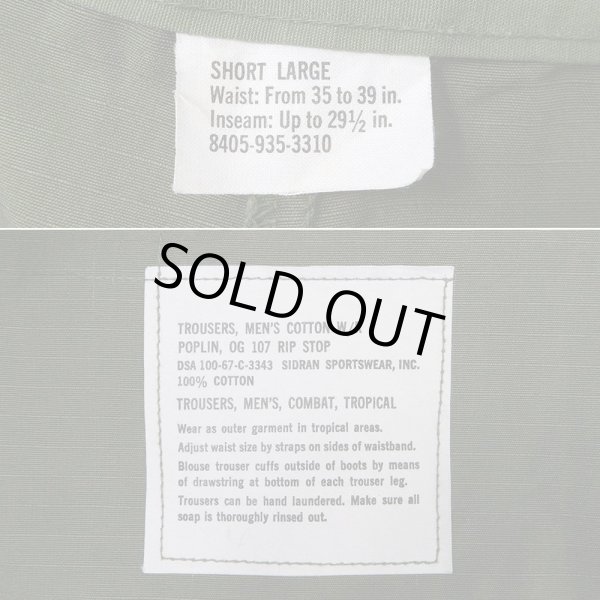 SHORT LARGE
Waist: From 35 to 39 in.
Inseam: Up to 29½ in.
8405-935-3310
SOLD OUT
TROUSERS, MEN'S COTTON W/R
POPLIN, OG 107 RIP STOP
DSA 100-67-C-3343 SIDRAN SPORTSWEAR, INC.
100% COTTON
TROUSERS, MEN'S, COMBAT, TROPICAL
Wear as outer garment in tropical areas.
Adjust waist size by straps on sides of waistband.
Blouse trouser cuffs outside of boots by means
of drawstring at bottom of each trouser leg.
Trousers can be hand laundered. Make sure all
soap is thoroughly rinsed out.